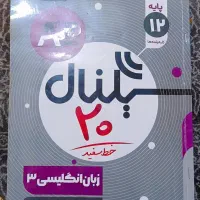 پایه
۱۲
سیگنال
۲۰
خط سفید
زبان انگلیسی ۳